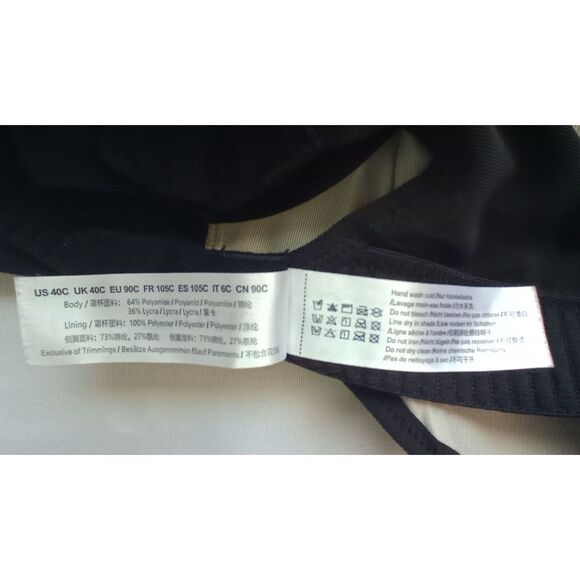 US 40C UK 40C EU 90C FR 105C ES 105C IT 6C CN 90C
Body / 罩杯面料: 64% Polyamide / Polyamid / Polyamide / 锦纶
36% Lycra / Lycra / Lycra / 莱卡
Lining / 罩杯里料: 100% Polyester / Polyester / Polyester / 涤纶
侧翼面料: 73%锦纶, 27%氨纶 侧翼里料: 73%锦纶, 27%氨纶
Exclusive of Trimmings / Besätze Ausgenommen / Sauf Parements / 不包含花饰
Hand wash cold / Nur Handwäsche
/ Lavage main-eau froide / 冷水手洗
Do not bleach / Nicht bleichen / Ne pas chlorer / 不可漂白
Line dry in shade / Leine trocken im Schatten
/ Ligne sèche à l'ombre / 阴凉处悬挂晾干
Do not iron / Nicht bügeln / Ne pas repasser / 不可熨烫
Do not dry clean / Keine chemische Reinigung
/ Pas de nettoyage à sec / 不可干洗